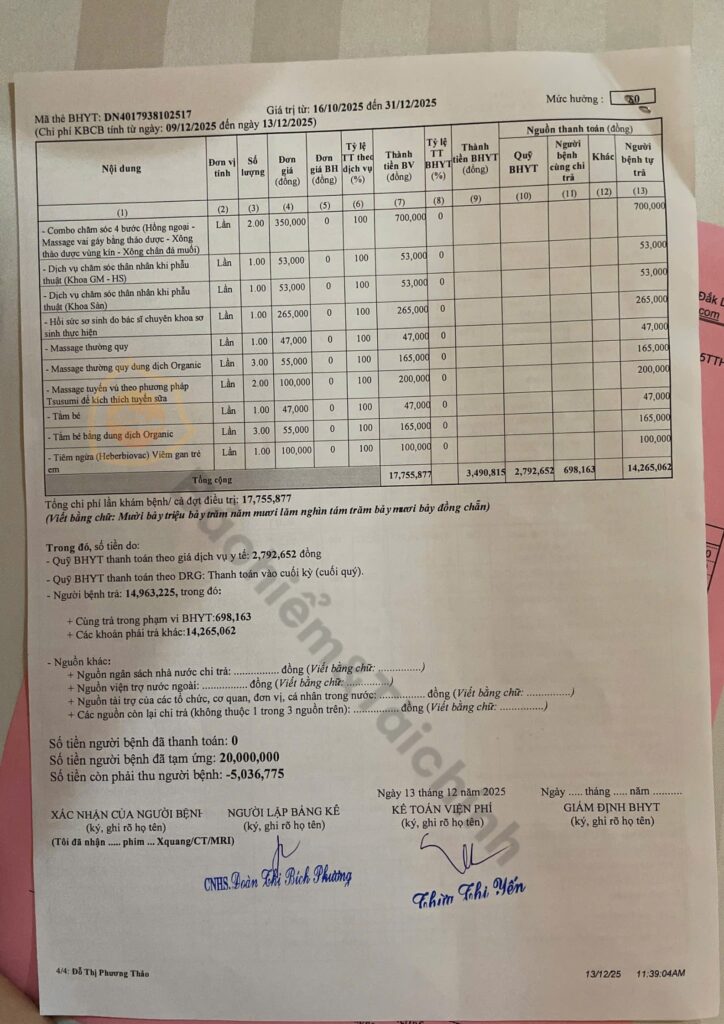 Mã thẻ BHYT: DN4017938102517 Giá trị từ: 16/10/2025 đến 31/12/2025 Mức hưởng : 80
(Chi phí KBCB tính từ ngày: 09/12/2025 đến ngày 13/12/2025)
Nội dung Đơn vị tính Số lượng Đơn giá (đồng) Đơn giá BH (đồng) Tỷ lệ TT theo dịch vụ (%) Thành tiền BV (đồng) Tỷ lệ TT BHYT (%) Thành tiền BHYT (đồng) Nguồn thanh toán (đồng)
Quỹ BHYT Người bệnh cùng chi trả Khác Người bệnh tự trả
(1) (2) (3) (4) (5) (6) (7) (8) (9) (10) (11) (12) (13)
- Combo chăm sóc 4 bước (Hồng ngoại - Lần 2.00 350,000 0 100 700,000 0 700,000
Massage vai gáy bằng thảo dược - Xông
thảo dược vùng kín - Xông chân đá muối)
- Dịch vụ chăm sóc thân nhân khi phẫu Lần 1.00 53,000 0 100 53,000 0 53,000
thuật (Khoa GM - HS)
- Dịch vụ chăm sóc thân nhân khi phẫu Lần 1.00 53,000 0 100 53,000 0 53,000
thuật (Khoa Sản)
- Hồi sức sơ sinh do bác sĩ chuyên khoa sơ Lần 1.00 265,000 0 100 265,000 0 265,000
sinh thực hiện
- Massage thường quy Lần 1.00 47,000 0 100 47,000 0 47,000
- Massage thường quy dung dịch Organic Lần 3.00 55,000 0 100 165,000 0 165,000
- Massage tuyến vú theo phương pháp Lần 2.00 100,000 0 100 200,000 0 200,000
Tsusumi để kích thích tuyến sữa
- Tắm bé Lần 1.00 47,000 0 100 47,000 0 47,000
- Tắm bé bằng dung dịch Organic Lần 3.00 55,000 0 100 165,000 0 165,000
- Tiêm ngừa (Heberbiovac) Viêm gan trẻ Lần 1.00 100,000 0 100 100,000 0 100,000
em
Tổng cộng 17,755,877 3,490,815 2,792,652 698,163 14,265,062
Tổng chi phí lần khám bệnh/ cả đợt điều trị: 17,755,877
(Viết bằng chữ: Mười bảy triệu bảy trăm năm mươi lăm nghìn tám trăm bảy mươi bảy đồng chẵn)
Trong đó, số tiền do:
- Quỹ BHYT thanh toán theo giá dịch vụ y tế: 2,792,652 đồng
- Quỹ BHYT thanh toán theo DRG: Thanh toán vào cuối kỳ (cuối quý).
- Người bệnh trả: 14,963,225, trong đó:
+ Cùng trả trong phạm vi BHYT:698,163
+ Các khoản phải trả khác:14,265,062
- Nguồn khác:
+ Nguồn ngân sách nhà nước chi trả: ............... đồng (Viết bằng chữ: ...............)
+ Nguồn viện trợ nước ngoài: ............... đồng (Viết bằng chữ: ...............)
+ Nguồn tài trợ của các tổ chức, cơ quan, đơn vị, cá nhân trong nước: ............... đồng (Viết bằng chữ: ...............)
+ Các nguồn còn lại chi trả (không thuộc 1 trong 3 nguồn trên): ...............đồng (Viết bằng chữ: ...............)
Số tiền người bệnh đã thanh toán: 0
Số tiền người bệnh đã tạm ứng: 20,000,000
Số tiền còn phải thu người bệnh: -5,036,775
Ngày 13 tháng 12 năm 2025 Ngày ..... tháng ..... năm ..........
XÁC NHẬN CỦA NGƯỜI BỆNH NGƯỜI LẬP BẢNG KÊ KẾ TOÁN VIỆN PHÍ GIÁM ĐỊNH BHYT
(ký, ghi rõ họ tên) (ký, ghi rõ họ tên) (ký, ghi rõ họ tên) (ký, ghi rõ họ tên)
(Tôi đã nhận ..... phim ... Xquang/CT/MRI)
CNHS. Đoàn Thị Bích Phương
Thiền Thị Yến
4/4: Đỗ Thị Phương Thảo 13/12/25 11:39:04AM
Đắk L
com
5TTH
BaohiemsTaichinh